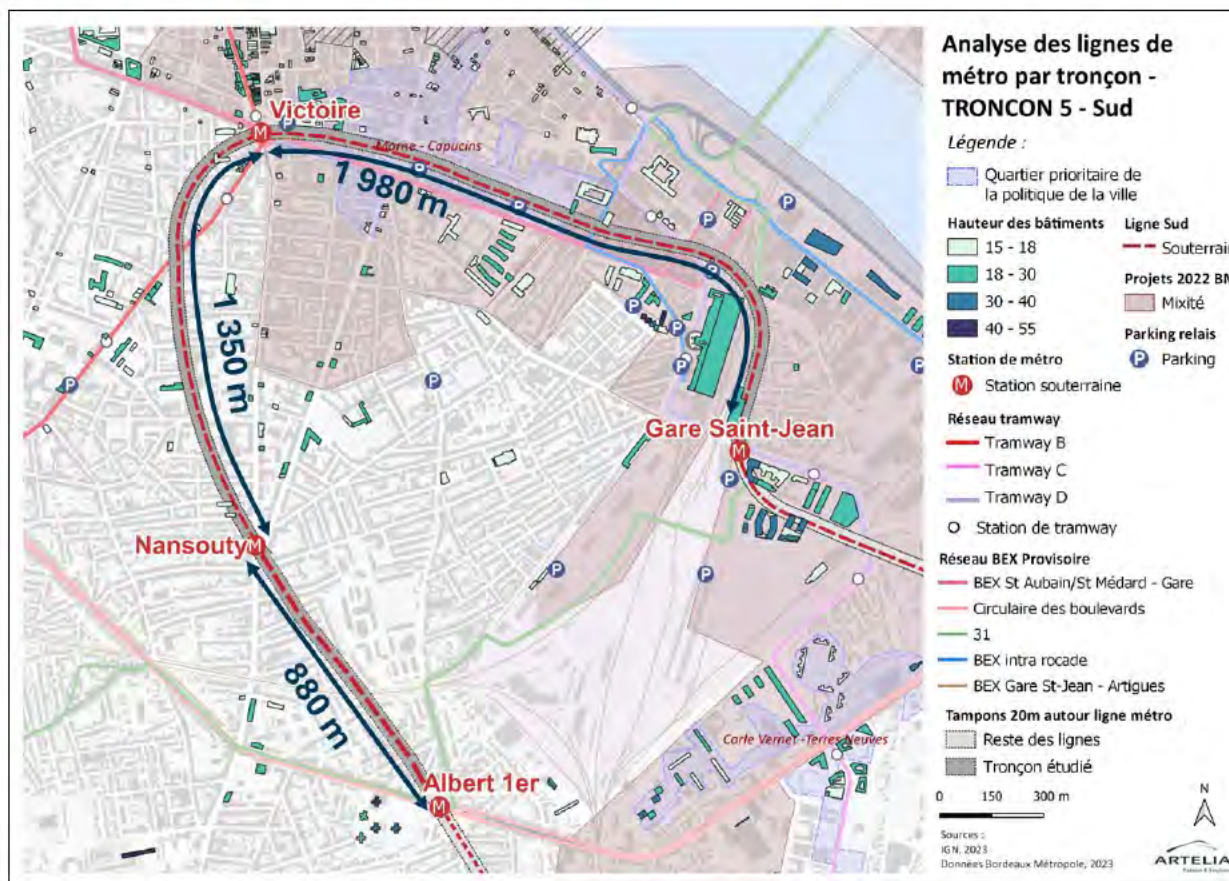 Analyse des lignes de
métro par tronçon -
TRONCON 5 - Sud
Légende :
Quartier prioritaire de
la politique de la ville
Hauteur des bâtiments
15 - 18
18 - 30
30 - 40
40 - 55
Station de métro
M Station souterraine
Ligne Sud
Souterrain
Projets 2022 BM
Mixité
Parking relais
P Parking
Réseau tramway
Tramway B
Tramway C
Tramway D
Station de tramway
Réseau BEX Provisoire
BEX St Aubain/St Médard - Gare
Circulaire des boulevards
31
BEX intra rocade
BEX Gare St-Jean - Artigues
Tampons 20m autour ligne métro
Reste des lignes
Tronçon étudié
0 150 300 m
N
Sources :
IGN, 2023
Données Bordeaux Métropole, 2023
ARTELIA
Victoire
Marne - Capucins
1 980 m
1 350 m
Gare Saint-Jean
Nansouty
880 m
Carle Vernet -Terres Neuves
Albert 1er